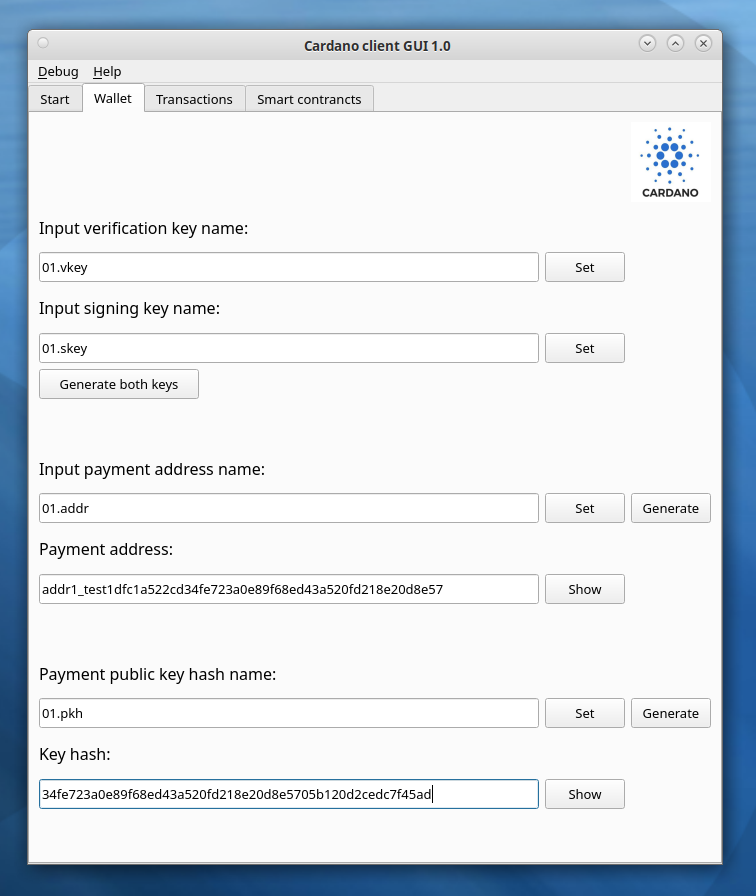 Cardano client GUI 1.0
Debug Help
Start Wallet Transactions Smart contrancts
CARDANO
Input verification key name:
01.vkey Set
Input signing key name:
01.skey Set
Generate both keys
Input payment address name:
01.addr Set Generate
Payment address:
addr1_test1dfc1a522cd34fe723a0e89f68ed43a520fd218e20d8e57 Show
Payment public key hash name:
01.pkh Set Generate
Key hash:
34fe723a0e89f68ed43a520fd218e20d8e5705b120d2cedc7f45ad Show